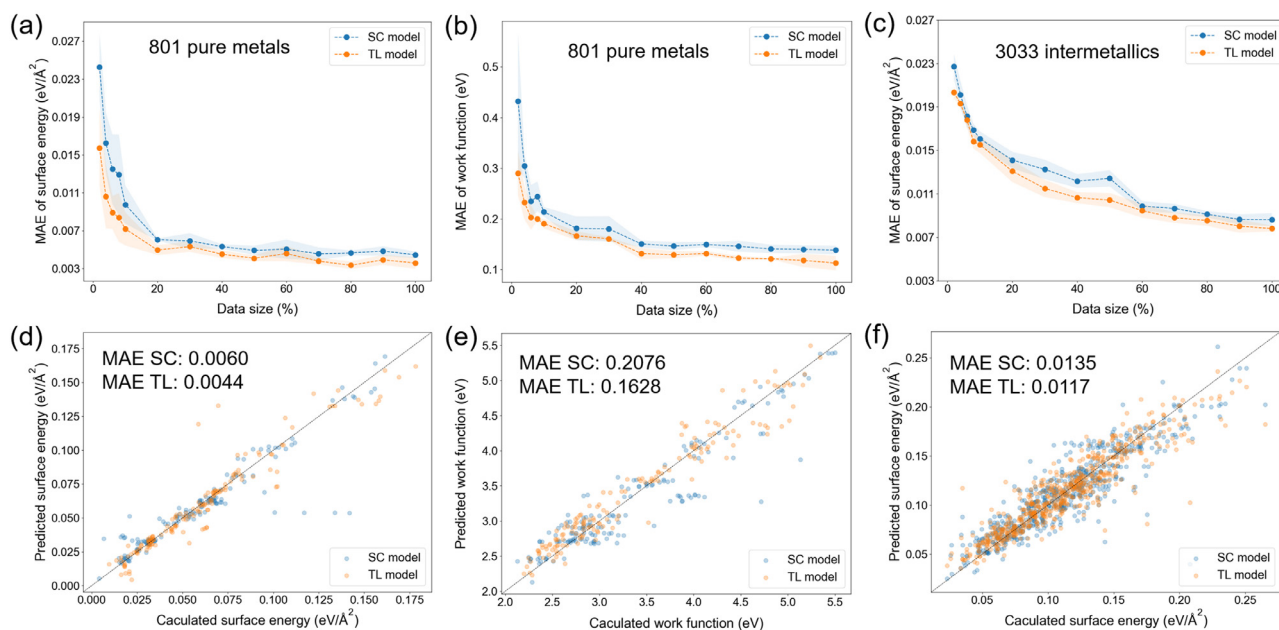 (a)
801 pure metals
SC model
TL model
MAE of surface energy (eV/Å²)
0.027
0.023
0.019
0.015
0.011
0.007
0.003
0 20 40 60 80 100
Data size (%)
(b)
801 pure metals
SC model
TL model
MAE of work function (eV)
0.5
0.4
0.3
0.2
0.1
0 20 40 60 80 100
Data size (%)
(c)
3033 intermetallics
SC model
TL model
MAE of surface energy (eV/Å²)
0.027
0.023
0.019
0.015
0.011
0.007
0.003
0 20 40 60 80 100
Data size (%)
(d)
MAE SC: 0.0060
MAE TL: 0.0044
Predicted surface energy (eV/Å²)
0.175
0.150
0.125
0.100
0.075
0.050
0.025
0.000
SC model
TL model
0.000 0.025 0.050 0.075 0.100 0.125 0.150 0.175
Caculated surface energy (eV/Å²)
(e)
MAE SC: 0.2076
MAE TL: 0.1628
Predicted work function (eV)
5.5
5.0
4.5
4.0
3.5
3.0
2.5
2.0
SC model
TL model
2.0 2.5 3.0 3.5 4.0 4.5 5.0 5.5
Caculated work function (eV)
(f)
MAE SC: 0.0135
MAE TL: 0.0117
Predicted surface energy (eV/Å²)
0.25
0.20
0.15
0.10
0.05
SC model
TL model
0.05 0.10 0.15 0.20 0.25
Caculated surface energy (eV/Å²)